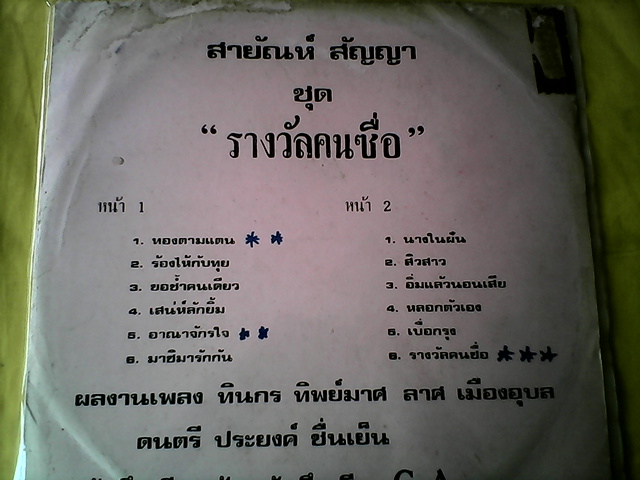 สายัณห์ สัญญา
ชุด
“รางวัลคนซื่อ”
หน้า 1
1. ทองตามแตน
2. ร้องไห้กับทุย
3. ขอช้ำคนเดียว
4. เสน่ห์ลักยิ้ม
5. อาณาจักรใจ
6. มาซิมารักกัน
หน้า 2
1. นางในฝัน
2. สิวสาว
3. อิ่มแล้วนอนเสีย
4. หลอกตัวเอง
5. เบื่อกรุง
6. รางวัลคนซื่อ
ผลงานเพลง ทินกร ทิพย์มาศ ลาศ เมืองอุบล
ดนตรี ประยงค์ ชื่นเย็น